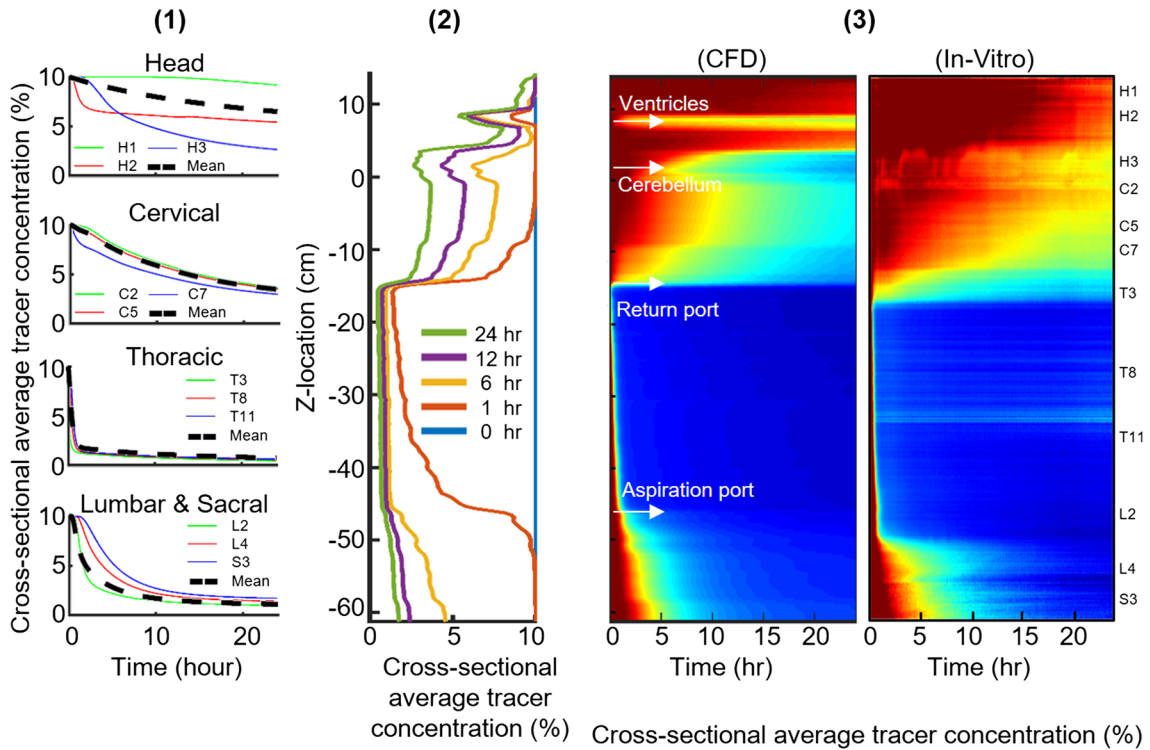 (1)
(2)
(3)
Head
(CFD)
(In-Vitro)
Cross-sectional average tracer concentration (%)
10
5
0
H1
H3
H2
Mean
Cervical
10
5
0
C2
C7
C5
Mean
Thoracic
10
5
0
T3
T8
T11
Mean
Lumbar & Sacral
10
5
0
L2
L4
S3
Mean
0
10
20
Time (hour)
Z-location (cm)
10
0
-10
-20
-30
-40
-50
-60
24 hr
12 hr
6 hr
1 hr
0 hr
0
5
10
Cross-sectional
average tracer
concentration (%)
Ventricles
Cerebellum
Return port
Aspiration port
0
5
10
15
20
Time (hr)
H1
H2
H3
C2
C5
C7
T3
T8
T11
L2
L4
S3
0
5
10
15
20
Time (hr)
Cross-sectional average tracer concentration (%)